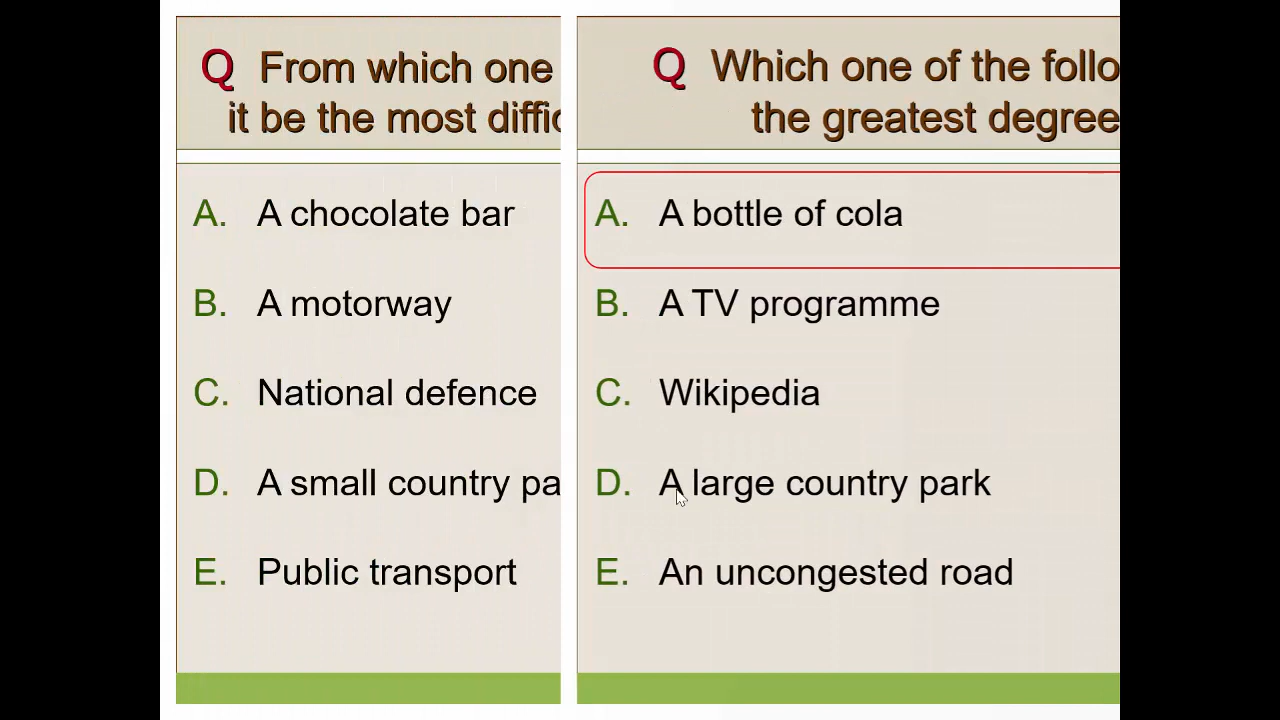 Q From which one
it be the most diffic
A. A chocolate bar
B. A motorway
C. National defence
D. A small country pa
E. Public transport
Q Which one of the follo
the greatest degree
A. A bottle of cola
B. A TV programme
C. Wikipedia
D. A large country park
E. An uncongested road